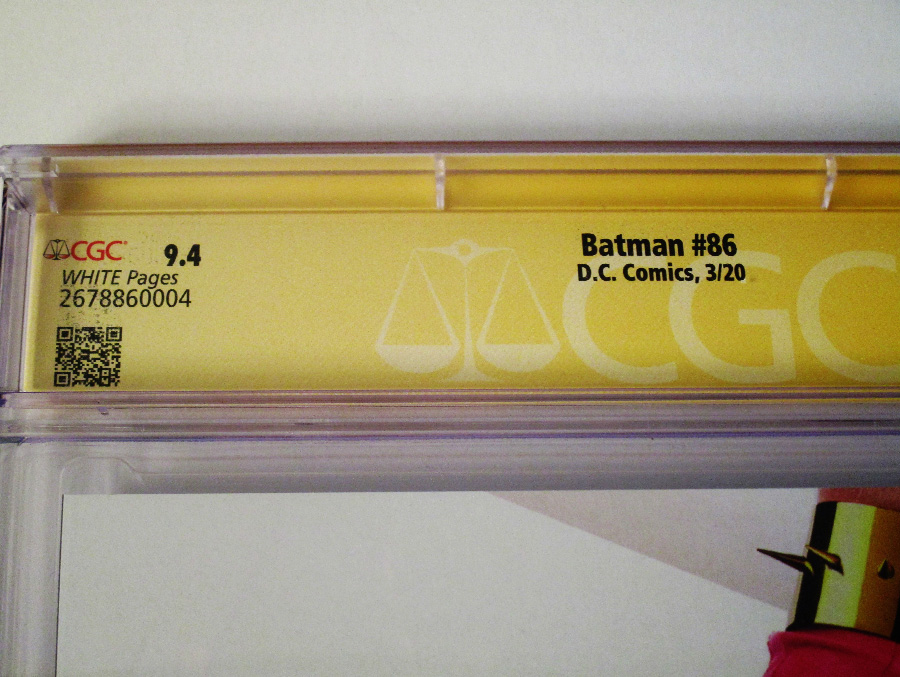 CGC® 9.4
WHITE Pages
2678860004
Batman #86
D.C. Comics, 3/20
CGC